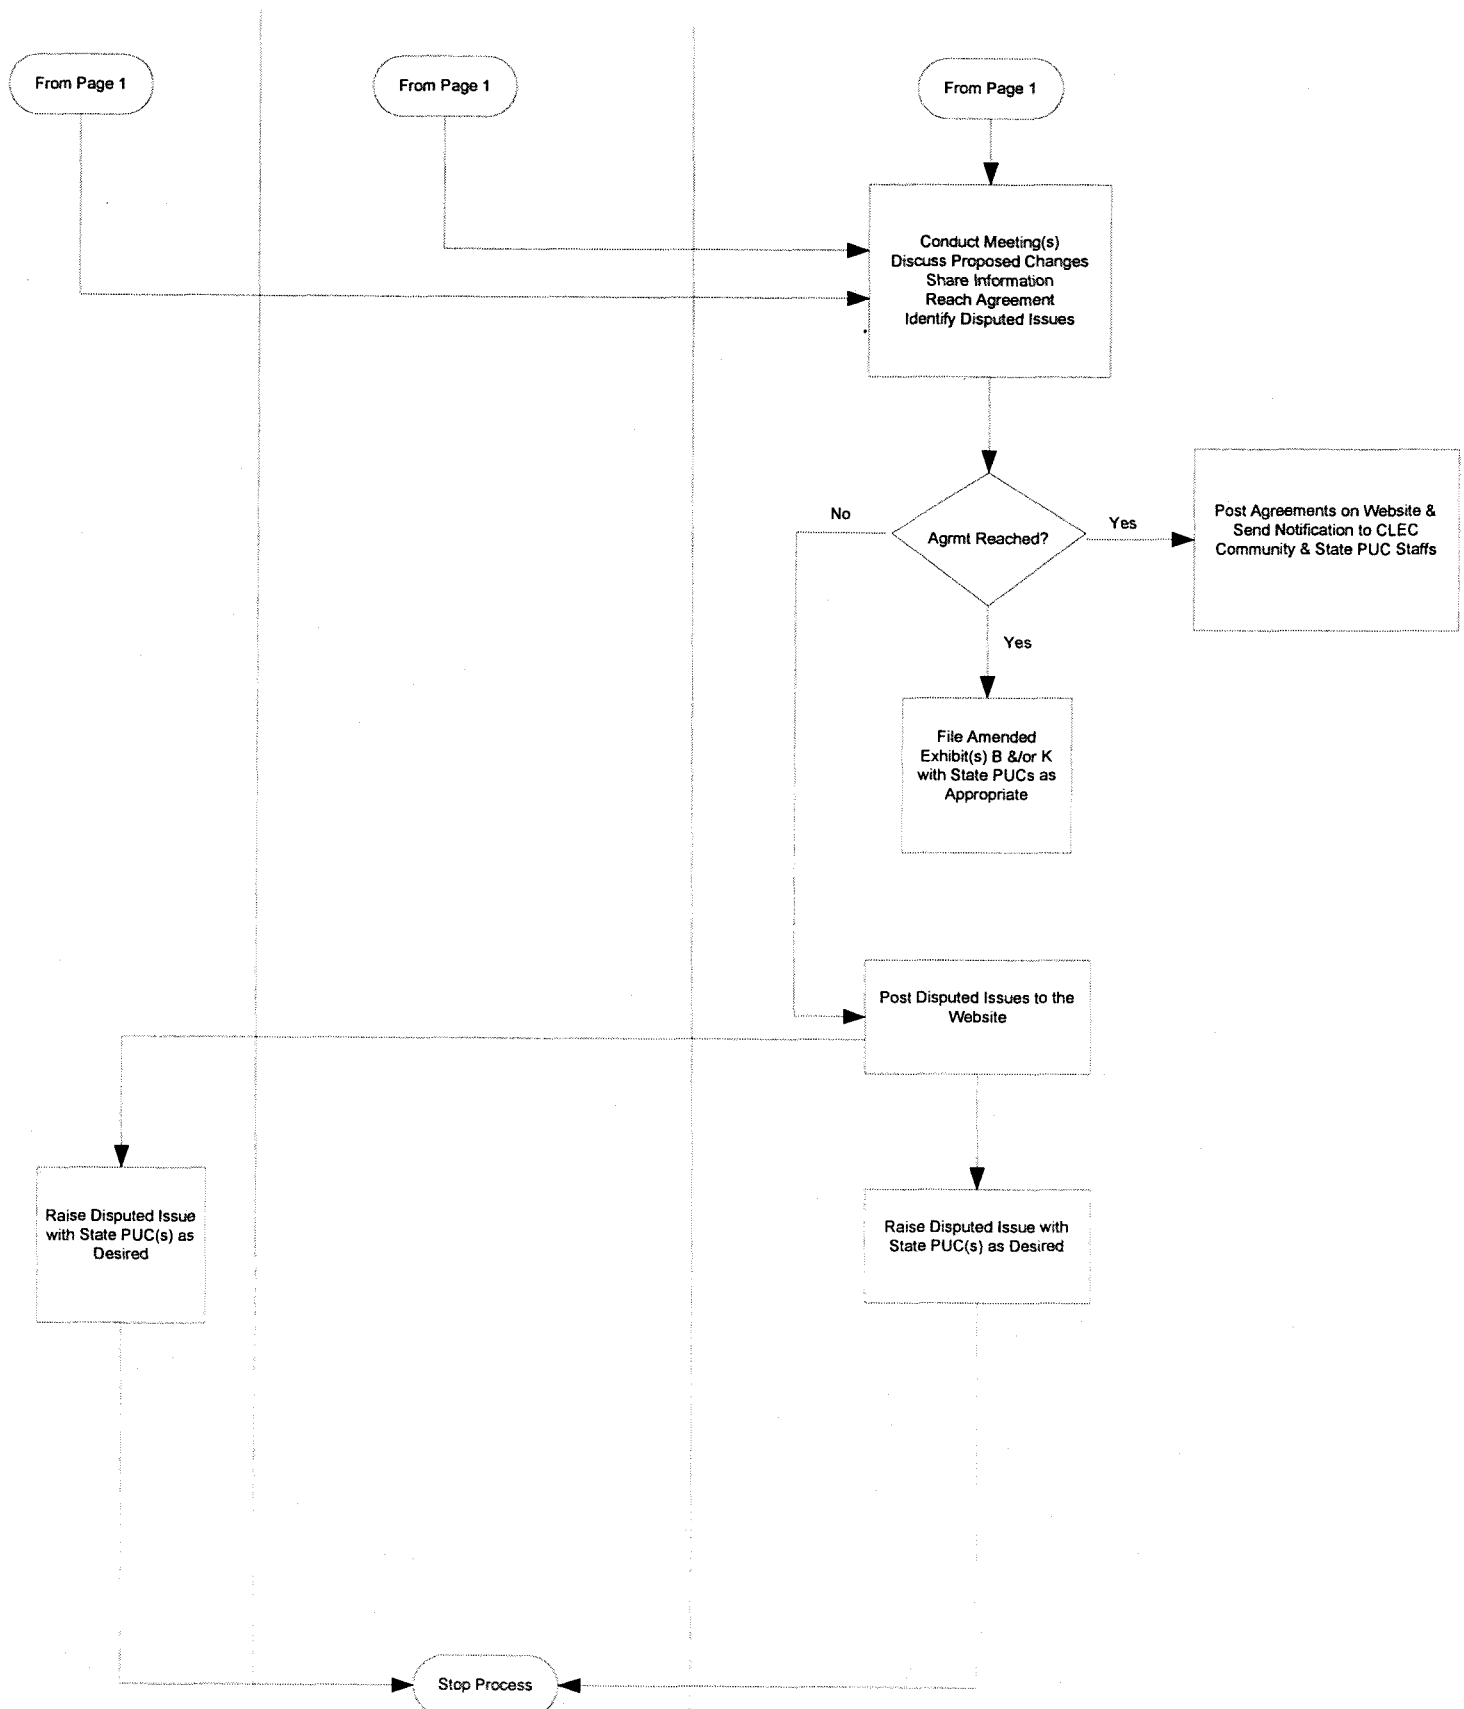 From Page 1
From Page 1
From Page 1
Conduct Meeting(s)
Discuss Proposed Changes
Share Information
Reach Agreement
Identify Disputed Issues
No
Agrmt Reached?
Yes
Post Agreements on Website &
Send Notification to CLEC
Community & State PUC Staffs
Yes
File Amended
Exhibit(s) B &/or K
with State PUCs as
Appropriate
Post Disputed Issues to the
Website
Raise Disputed Issue
with State PUC(s) as
Desired
Raise Disputed Issue with
State PUC(s) as Desired
Stop Process